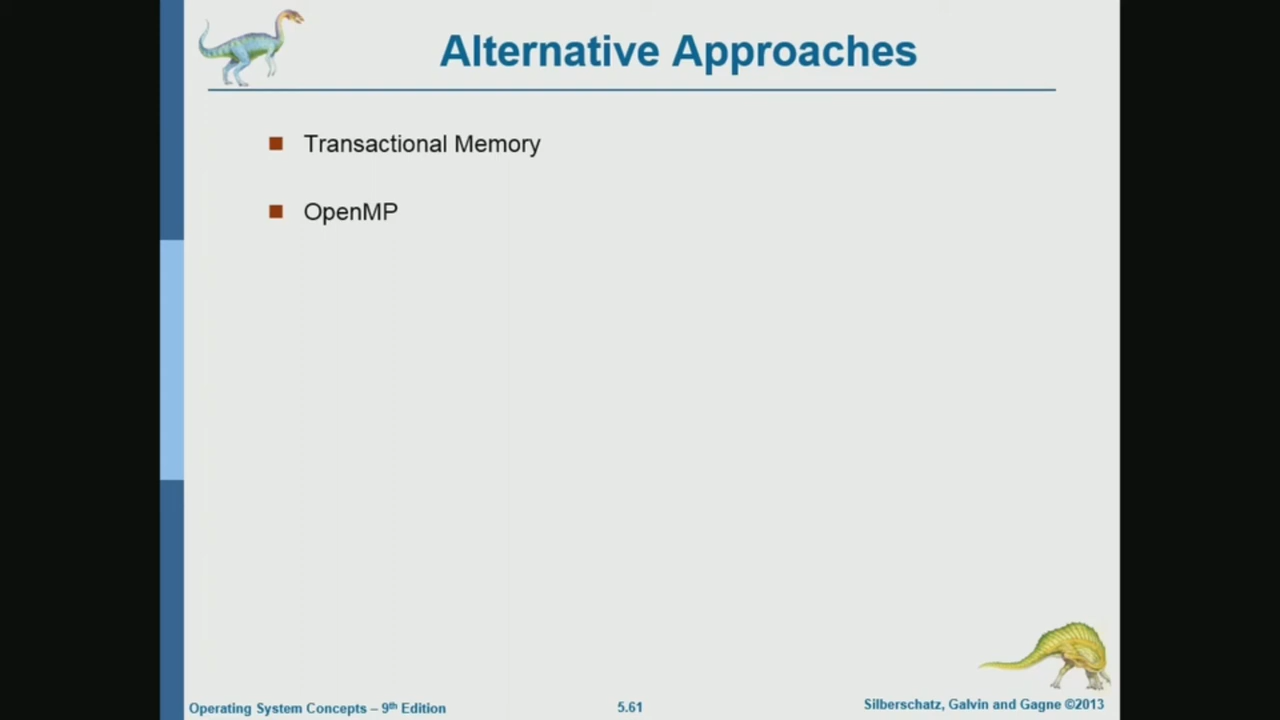 Alternative Approaches
Transactional Memory
OpenMP
Operating System Concepts – 9th Edition
5.61
Silberschatz, Galvin and Gagne ©2013